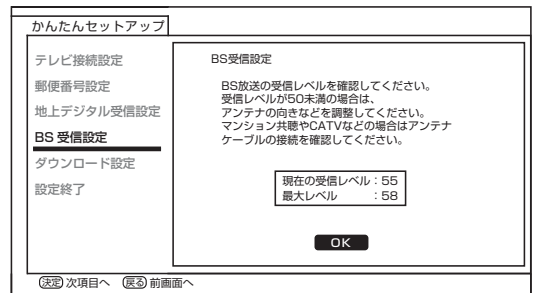 かんたんセットアップ
テレビ接続設定
郵便番号設定
地上デジタル受信設定
BS 受信設定
ダウンロード設定
設定終了
BS受信設定
BS放送の受信レベルを確認してください。
受信レベルが50未満の場合は、
アンテナの向きなどを調整してください。
マンション共聴やCATVなどの場合はアンテナ
ケーブルの接続を確認してください。
現在の受信レベル：55
最大レベル　　　：58
OK
決定 次項目へ 戻る 前画面へ